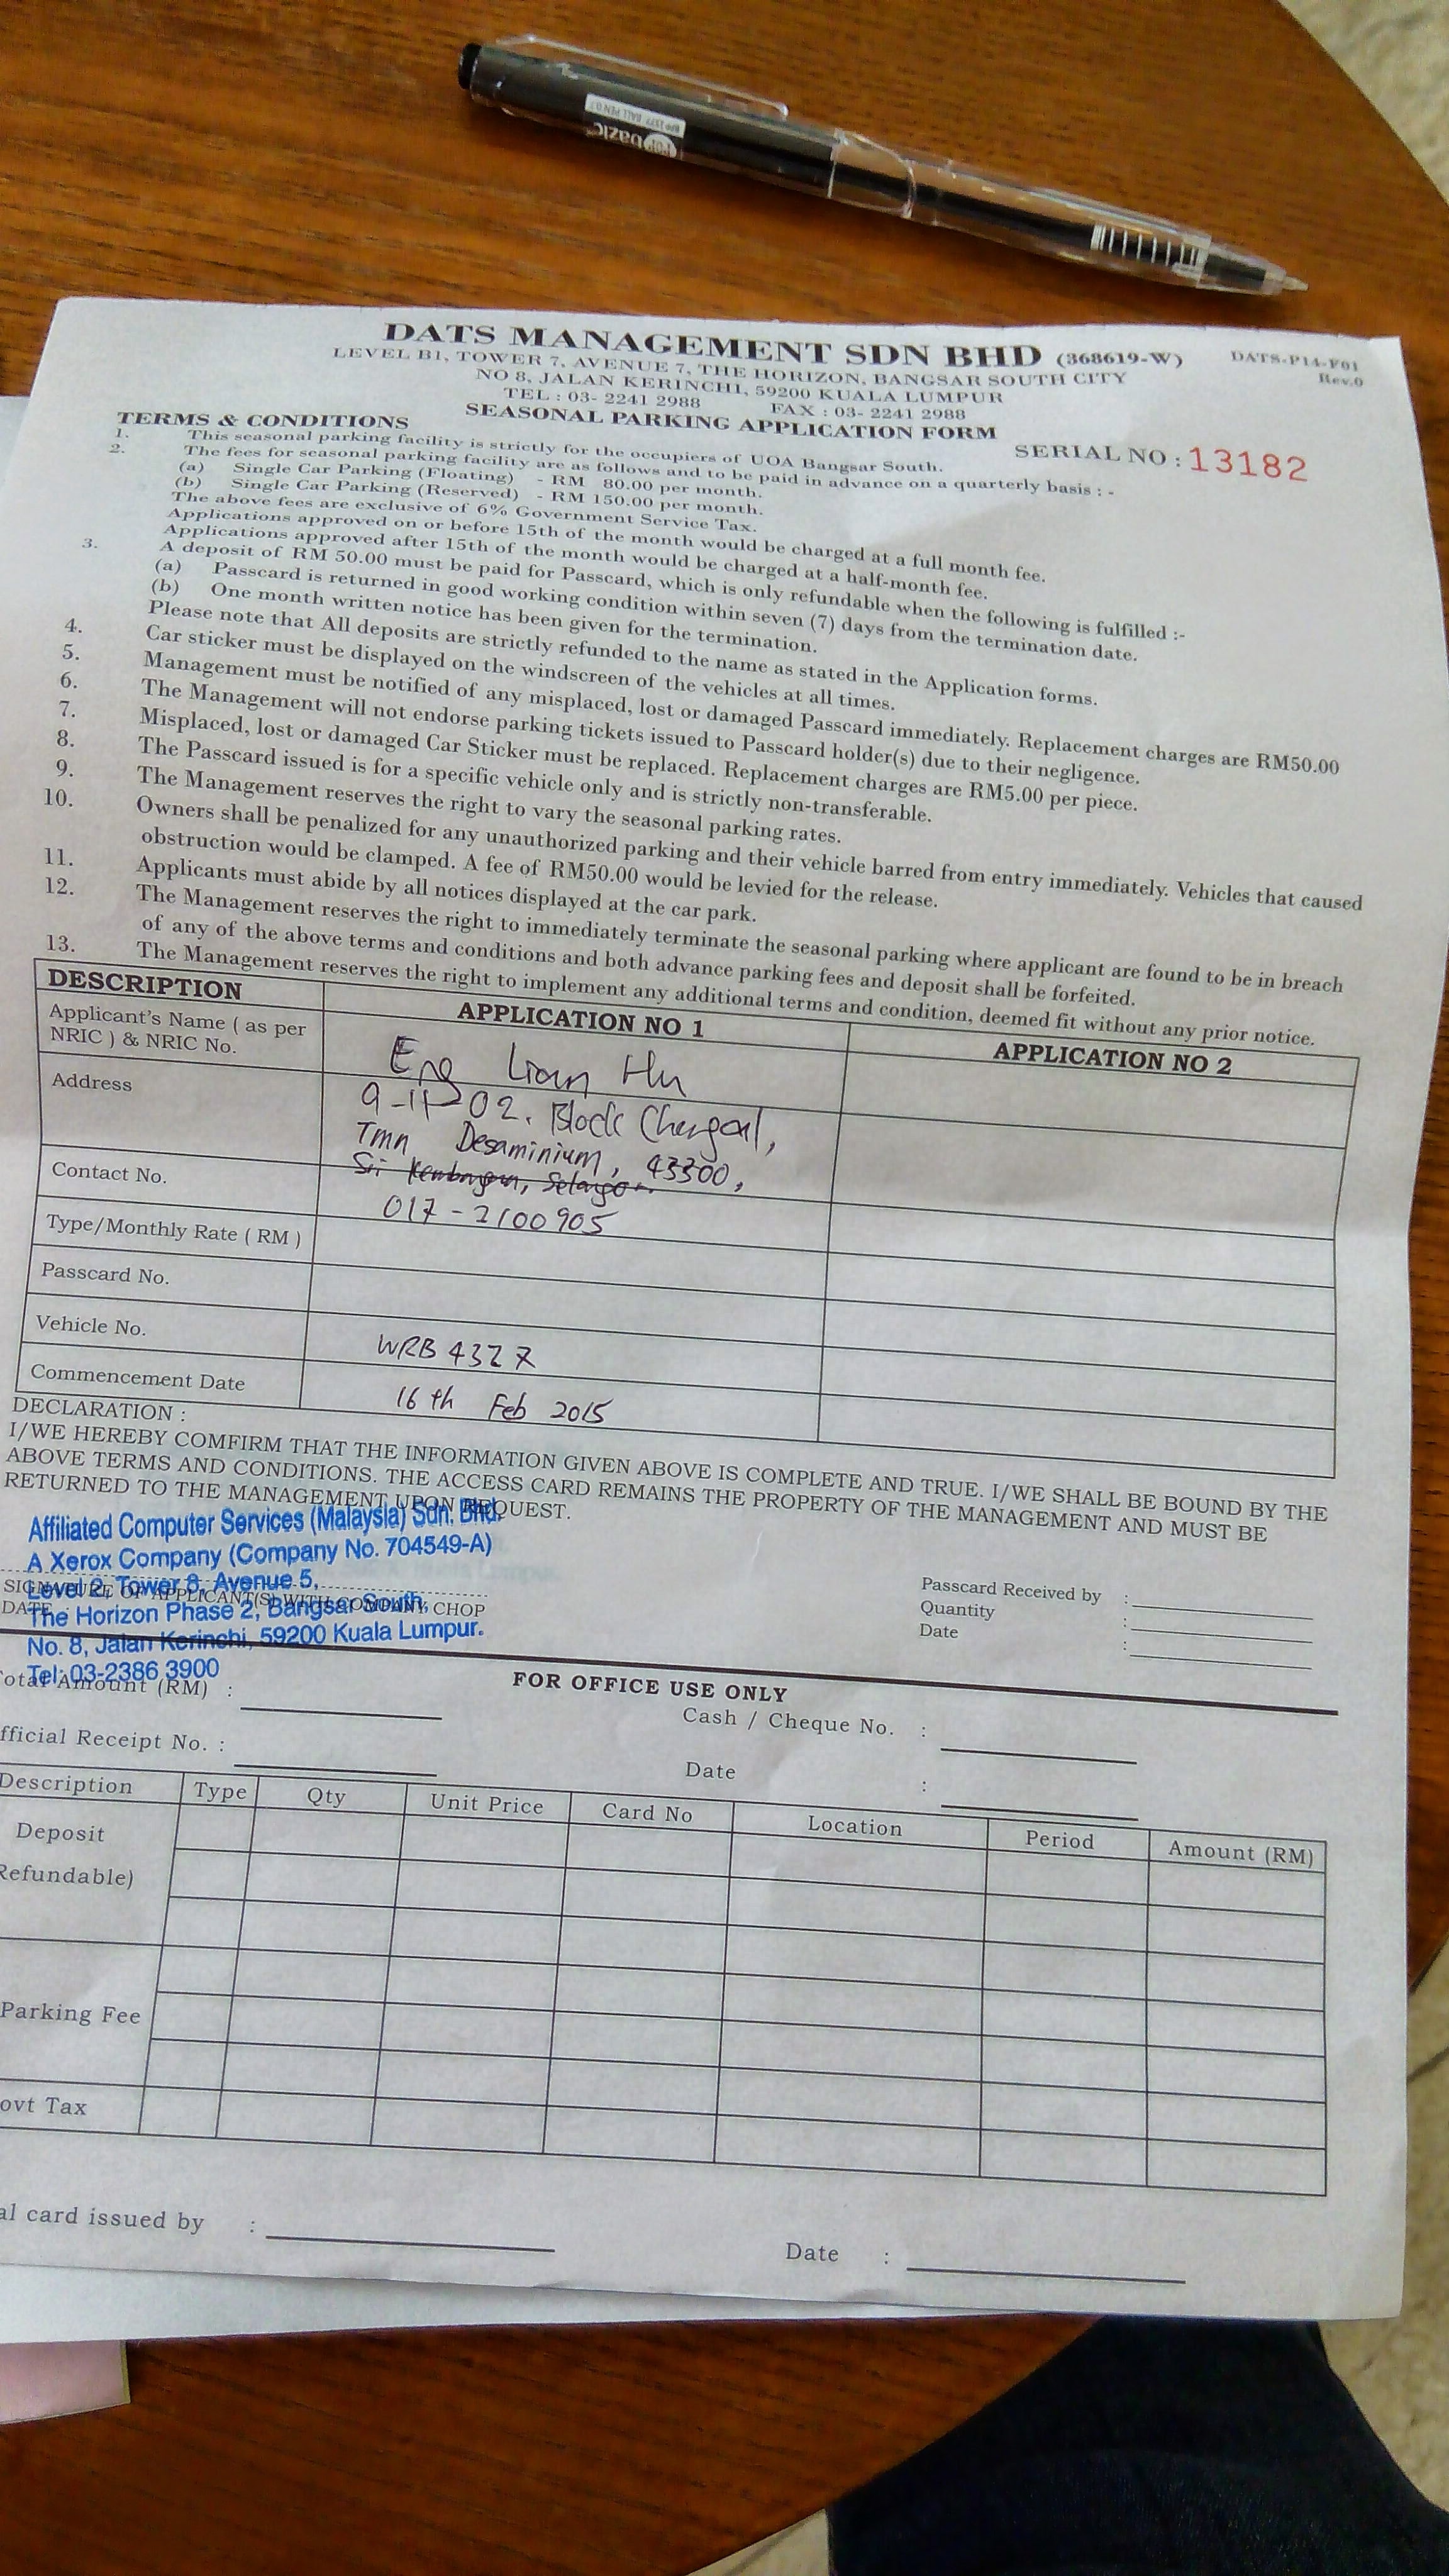 FOR bazic
BPP 1577 BALL PEN 0.7
DATS MANAGEMENT SDN BHD (368619-W)
DATS-P14-F01
Rev.0
LEVEL B1, TOWER 7, AVENUE 7, THE HORIZON, BANGSAR SOUTH CITY
NO 8, JALAN KERINCHI, 59200 KUALA LUMPUR
TEL : 03- 2241 2988 FAX : 03- 2241 2988
SEASONAL PARKING APPLICATION FORM
SERIAL NO : 13182
TERMS & CONDITIONS
1. This seasonal parking facility is strictly for the occupiers of UOA Bangsar South.
2. The fees for seasonal parking facility are as follows and to be paid in advance on a quarterly basis : -
(a) Single Car Parking (Floating) - RM 80.00 per month.
(b) Single Car Parking (Reserved) - RM 150.00 per month.
The above fees are exclusive of 6% Government Service Tax.
Applications approved on or before 15th of the month would be charged at a full month fee.
Applications approved after 15th of the month would be charged at a half-month fee.
3. A deposit of RM 50.00 must be paid for Passcard, which is only refundable when the following is fulfilled :-
(a) Passcard is returned in good working condition within seven (7) days from the termination date.
(b) One month written notice has been given for the termination.
Please note that All deposits are strictly refunded to the name as stated in the Application forms.
4. Car sticker must be displayed on the windscreen of the vehicles at all times.
5. Management must be notified of any misplaced, lost or damaged Passcard immediately. Replacement charges are RM50.00
6. The Management will not endorse parking tickets issued to Passcard holder(s) due to their negligence.
7. Misplaced, lost or damaged Car Sticker must be replaced. Replacement charges are RM5.00 per piece.
8. The Passcard issued is for a specific vehicle only and is strictly non-transferable.
9. The Management reserves the right to vary the seasonal parking rates.
10. Owners shall be penalized for any unauthorized parking and their vehicle barred from entry immediately. Vehicles that caused
obstruction would be clamped. A fee of RM50.00 would be levied for the release.
11. Applicants must abide by all notices displayed at the car park.
12. The Management reserves the right to immediately terminate the seasonal parking where applicant are found to be in breach
of any of the above terms and conditions and both advance parking fees and deposit shall be forfeited.
13. The Management reserves the right to implement any additional terms and condition, deemed fit without any prior notice.
DESCRIPTION APPLICATION NO 1 APPLICATION NO 2
Applicant's Name ( as per
NRIC ) & NRIC No.
Eng Lian Hu
Address
9-11-02, Block Chengal,
Tmn Desaminium, 43300,
Sri Kembangan, Selangor.
Contact No.
017-2100905
Type/Monthly Rate ( RM )
Passcard No.
Vehicle No. WRB 4327
Commencement Date 16th Feb 2015
DECLARATION :
I/WE HEREBY COMFIRM THAT THE INFORMATION GIVEN ABOVE IS COMPLETE AND TRUE. I/WE SHALL BE BOUND BY THE
ABOVE TERMS AND CONDITIONS. THE ACCESS CARD REMAINS THE PROPERTY OF THE MANAGEMENT AND MUST BE
RETURNED TO THE MANAGEMENT UPON REQUEST.
Affiliated Computer Services (Malaysia) Sdn. Bhd.
A Xerox Company (Company No. 704549-A)
Level 2, Tower 8, Avenue 5,
The Horizon Phase 2, Bangsar South,
No. 8, Jalan Kerinchi, 59200 Kuala Lumpur.
Tel: 03-2386 3900
SIGNATURE OF APPLICANT(S) WITH COMPANY CHOP
DATE :
Passcard Received by :
Quantity :
Date :
FOR OFFICE USE ONLY
Total Amount (RM) :
Cash / Cheque No. :
fficial Receipt No. :
Date :
Description Type Qty Unit Price Card No Location Period Amount (RM)
Deposit
Refundable)
Parking Fee
ovt Tax
al card issued by :
Date :